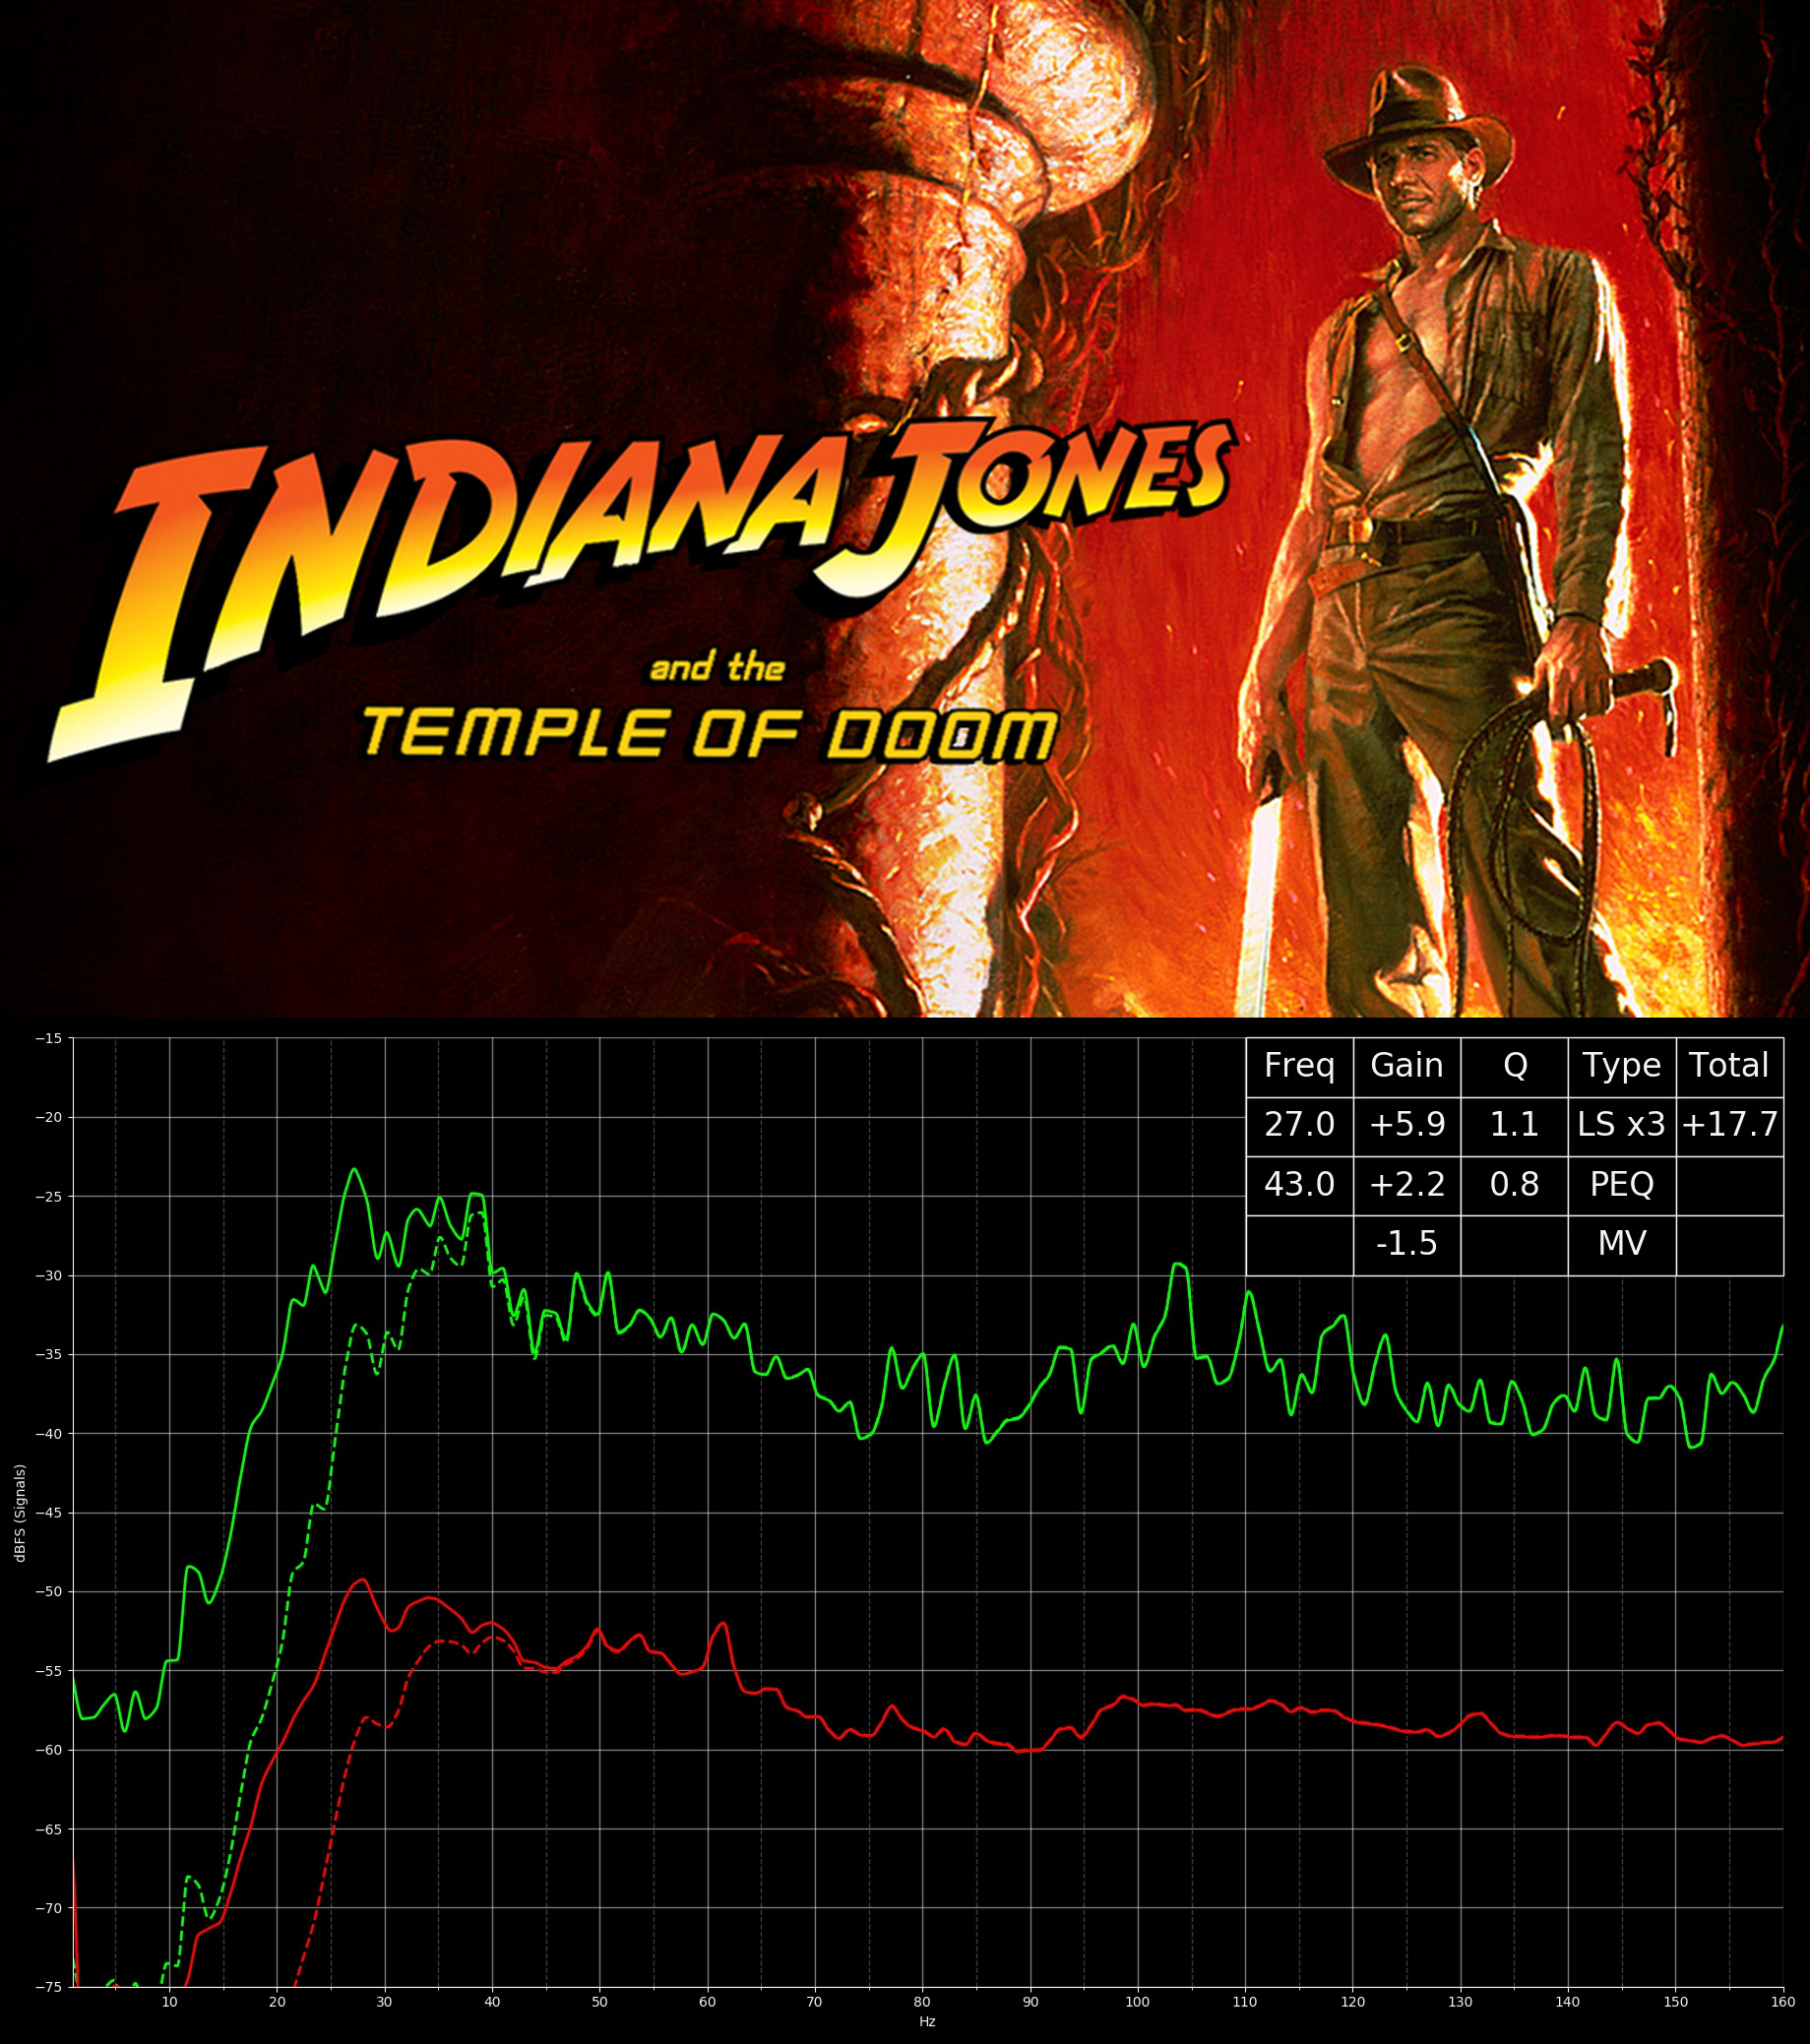 INDIANA JONES
and the
TEMPLE OF DOOM
Freq Gain Q Type Total
27.0 +5.9 1.1 LS x3 +17.7
43.0 +2.2 0.8 PEQ
-1.5 MV
−15
−20
−25
−30
−35
−40
−45
−50
−55
−60
−65
−70
−75
dBFS (Signals)
10 20 30 40 50 60 70 80 90 100 110 120 130 140 150 160
Hz